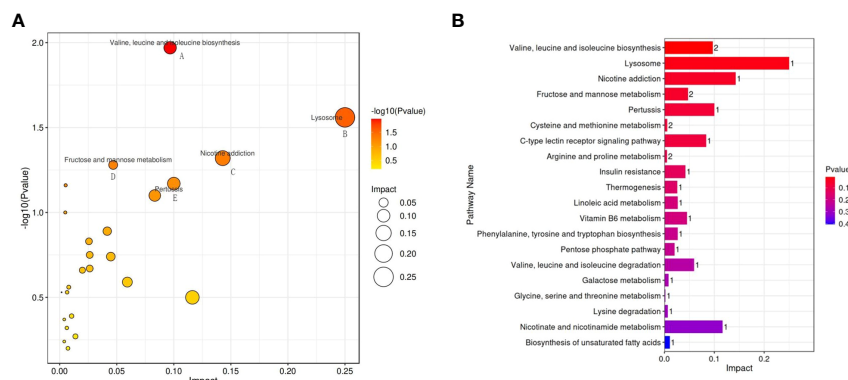 A
2.0
1.5
1.0
0.5
0.00
0.05
0.10
0.15
0.20
0.25
-log10(Pvalue)
Impact
Valine, leucine and isoleucine biosynthesis
A
Lysosome
B
Nicotine addiction
C
Fructose and mannose metabolism
D
Pertussis
E
-log10(Pvalue)
1.5
1.0
0.5
Impact
0.05
0.10
0.15
0.20
0.25
B
Pathway Name
Valine, leucine and isoleucine biosynthesis 2
Lysosome 1
Nicotine addiction 1
Fructose and mannose metabolism 2
Pertussis 1
Cysteine and methionine metabolism 2
C-type lectin receptor signaling pathway 1
Arginine and proline metabolism 2
Insulin resistance 1
Thermogenesis 1
Linoleic acid metabolism 1
Vitamin B6 metabolism 1
Phenylalanine, tyrosine and tryptophan biosynthesis 1
Pentose phosphate pathway 1
Valine, leucine and isoleucine degradation 1
Galactose metabolism 1
Glycine, serine and threonine metabolism 1
Lysine degradation 1
Nicotinate and nicotinamide metabolism 1
Biosynthesis of unsaturated fatty acids 1
0.0
0.1
0.2
Impact
Pvalue
0.1
0.2
0.3
0.4